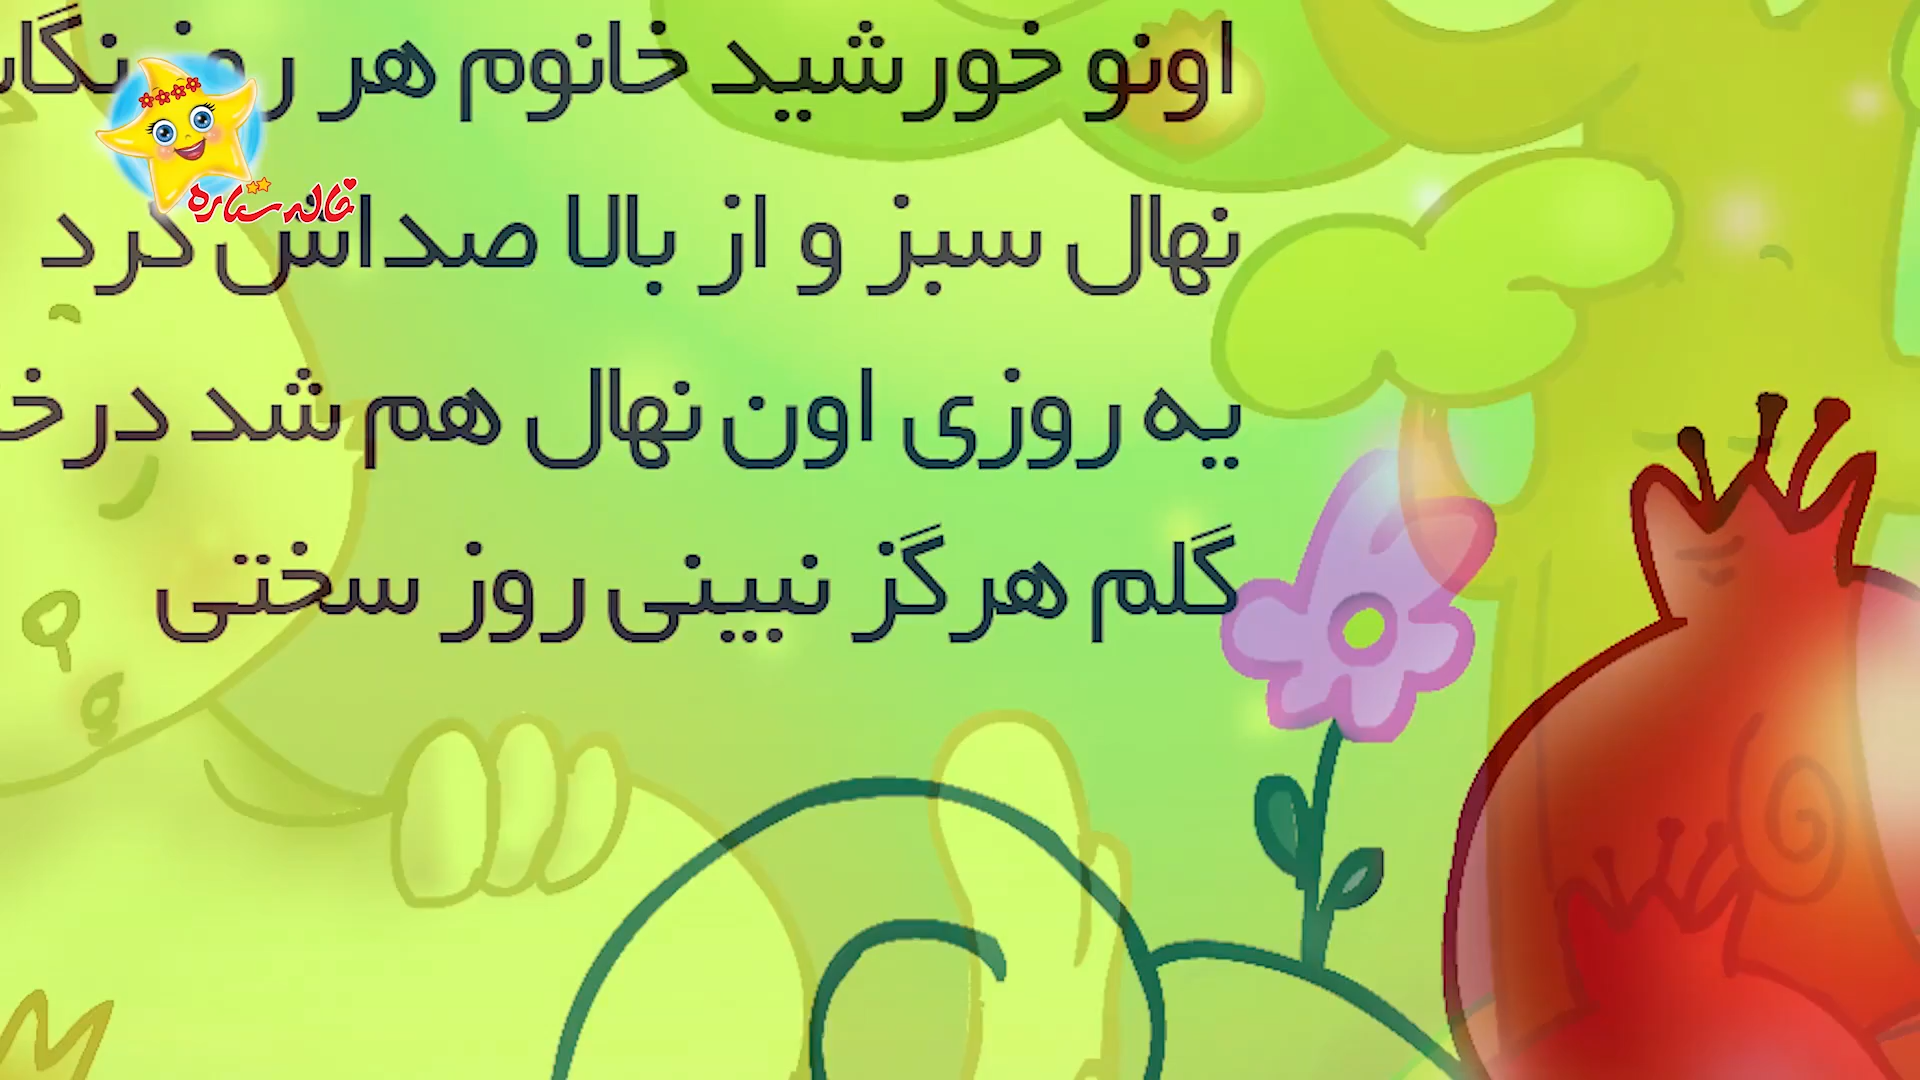 اونو خورشید خانوم هر روز
نهال سبز و از بالا صداش کرد
یه روزی اون نهال هم شد
گلم هرگز نبینی روز سختی
خاله ستاره